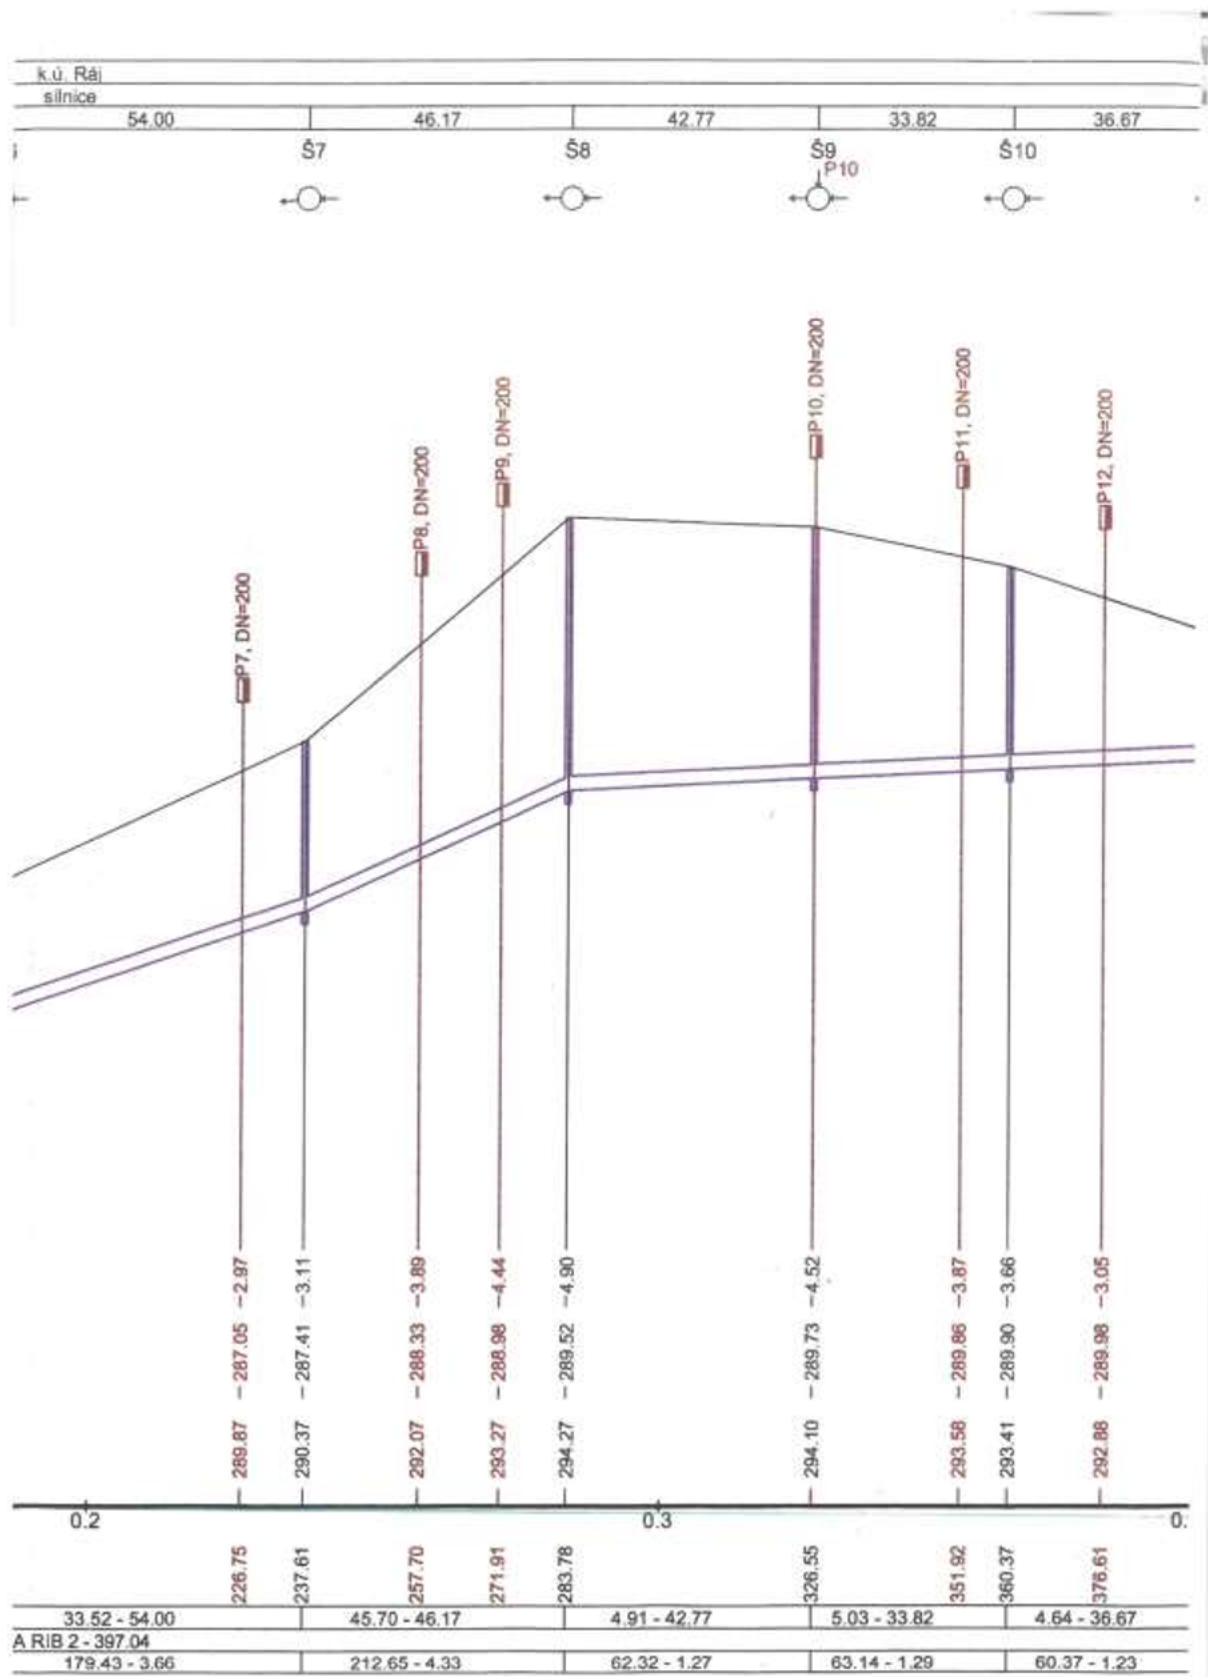 k.ú. Ráj
silnice
54.00 46.17 42.77 33.82 36.67
Š7 Š8 Š9 Š10
P10
P7, DN=200
P8, DN=200
P9, DN=200
P10, DN=200
P11, DN=200
P12, DN=200
289.87 – 287.05 – 2.97
290.37 – 287.41 – 3.11
292.07 – 288.33 – 3.89
293.27 – 288.98 – 4.44
294.27 – 289.52 – 4.90
294.10 – 289.73 – 4.52
293.58 – 289.86 – 3.87
293.41 – 289.90 – 3.66
292.88 – 289.98 – 3.05
0.2 0.3 0.
226.75 237.61 257.70 271.91 283.78 326.55 351.92 360.37 376.61
33.52 - 54.00 45.70 - 46.17 4.91 - 42.77 5.03 - 33.82 4.64 - 36.67
A RIB 2 - 397.04
179.43 - 3.66 212.65 - 4.33 62.32 - 1.27 63.14 - 1.29 60.37 - 1.23